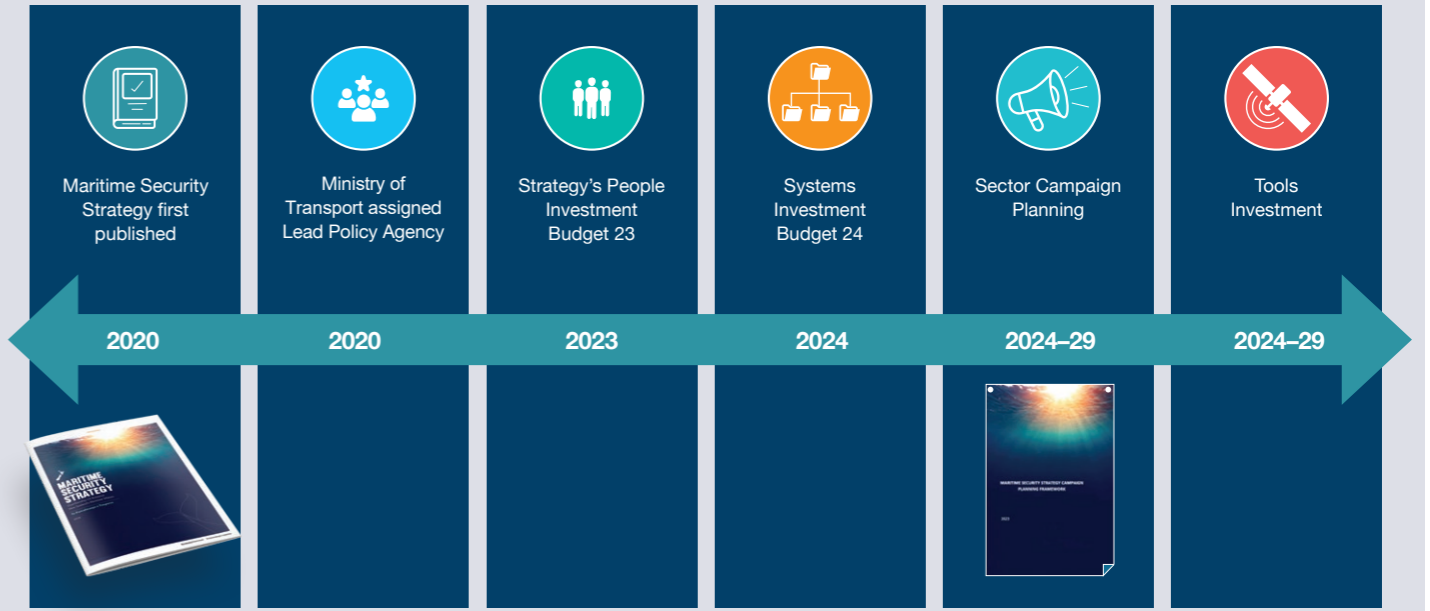 Maritime Security
Strategy first
published
Ministry of
Transport assigned
Lead Policy Agency
Strategy’s People
Investment
Budget 23
Systems
Investment
Budget 24
Sector Campaign
Planning
Tools
Investment
2020
2020
2023
2024
2024–29
2024–29
MARITIME
SECURITY
STRATEGY
MARITIME SECURITY STRATEGY CAMPAIGN
PLANNING FRAMEWORK